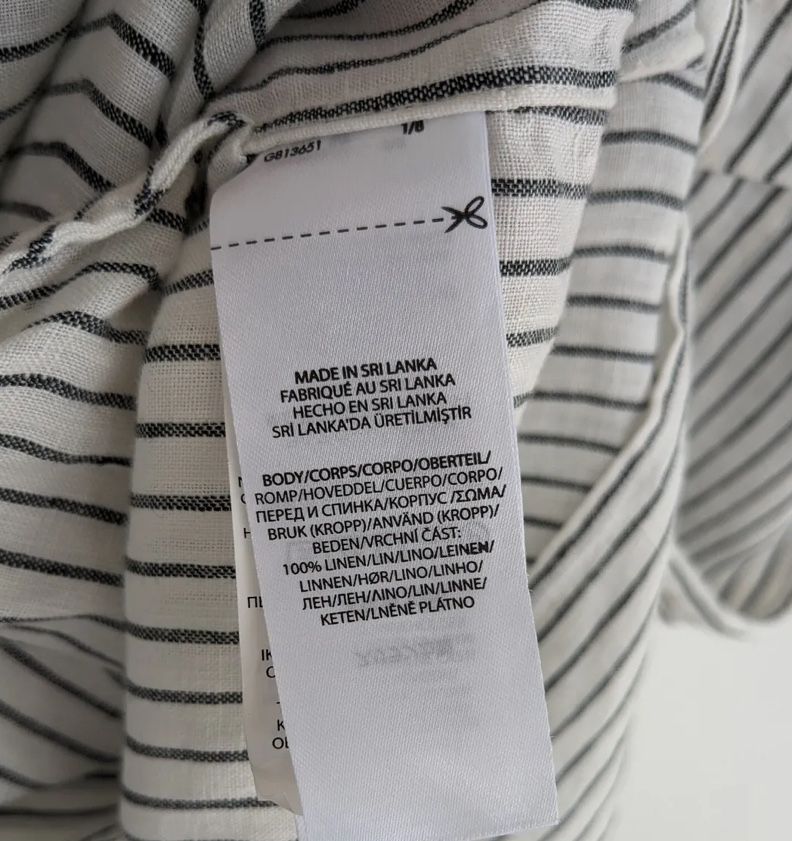 GB13651
1/8
MADE IN SRI LANKA
FABRIQUÉ AU SRI LANKA
HECHO EN SRI LANKA
SRİ LANKA'DA ÜRETİLMİŞTİR
BODY/CORPS/CORPO/OBERTEIL/
ROMP/HOVEDDEL/CUERPO/CORPO/
ПЕРЕД И СПИНКА/КОРПУС /ΣΩΜΑ/
BRUK (KROPP)/ANVÄND (KROPP)/
BEDEN/VRCHNÍ ČÁST:
100% LINEN/LIN/LINO/LEINEN/
LINNEN/HØR/LINO/LINHO/
ЛЕН/ЛЕН/ΛΙΝΟ/LIN/LINNE/
KETEN/LNĚNÉ PLÁTNO